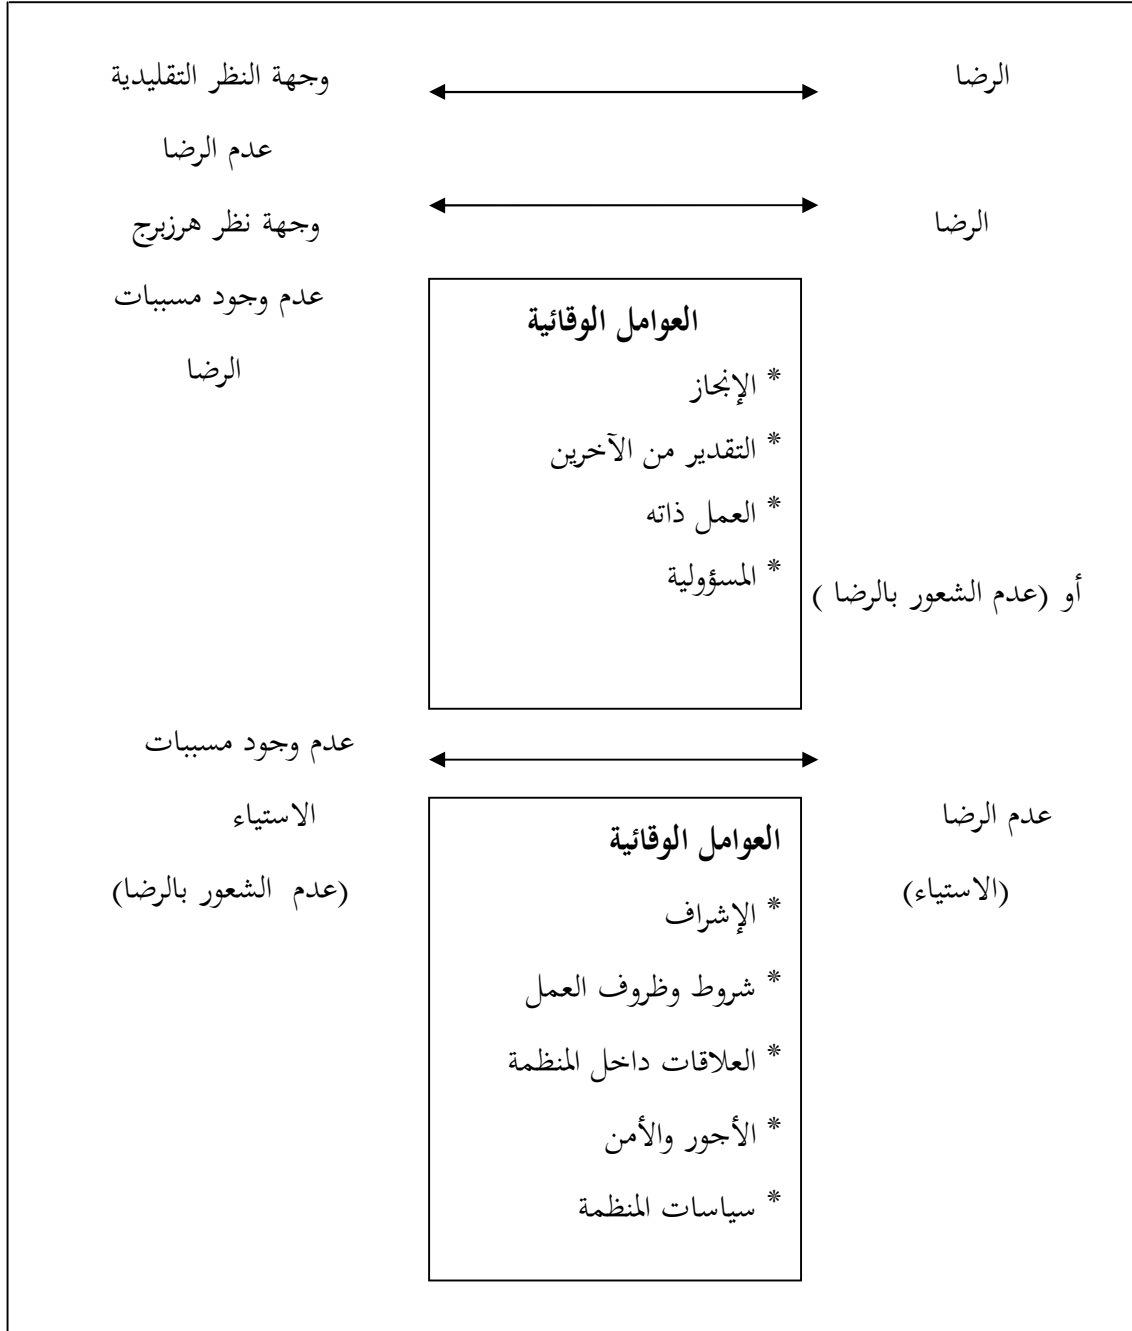 الرضا
وجهة النظر التقليدية
عدم الرضا
الرضا
وجهة نظر هرزبرج
عدم وجود مسببات
الرضا
العوامل الوقائية
* الإنجاز
* التقدير من الآخرين
* العمل ذاته
* المسؤولية
أو (عدم الشعور بالرضا )
عدم وجود مسببات
الاستياء
(عدم الشعور بالرضا)
عدم الرضا
(الاستياء)
العوامل الوقائية
* الإشراف
* شروط وظروف العمل
* العلاقات داخل المنظمة
* الأجور والأمن
* سياسات المنظمة